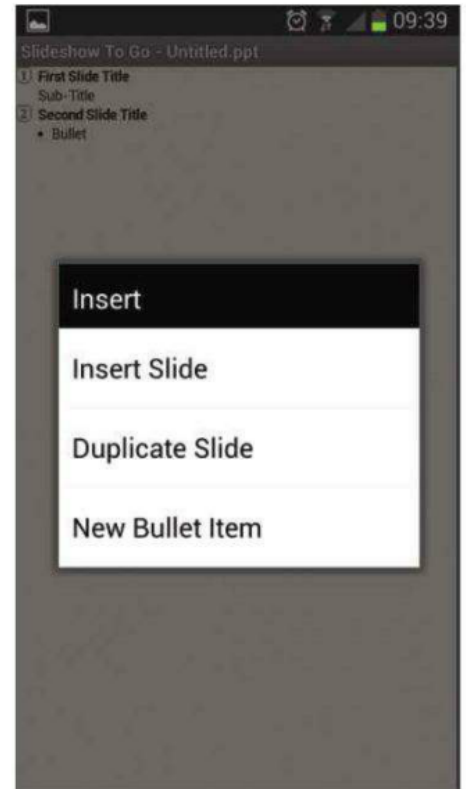 09:39
Slideshow To Go - Untitled.ppt
1 First Slide Title
Sub-Title
2 Second Slide Title
• Bullet
Insert
Insert Slide
Duplicate Slide
New Bullet Item